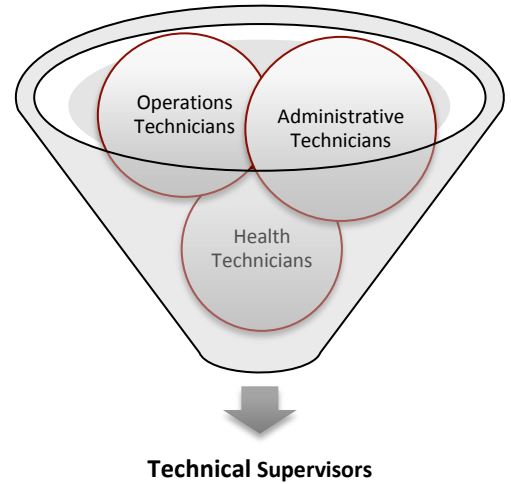 Operations
Technicians
Administrative
Technicians
Health
Technicians
Technical Supervisors